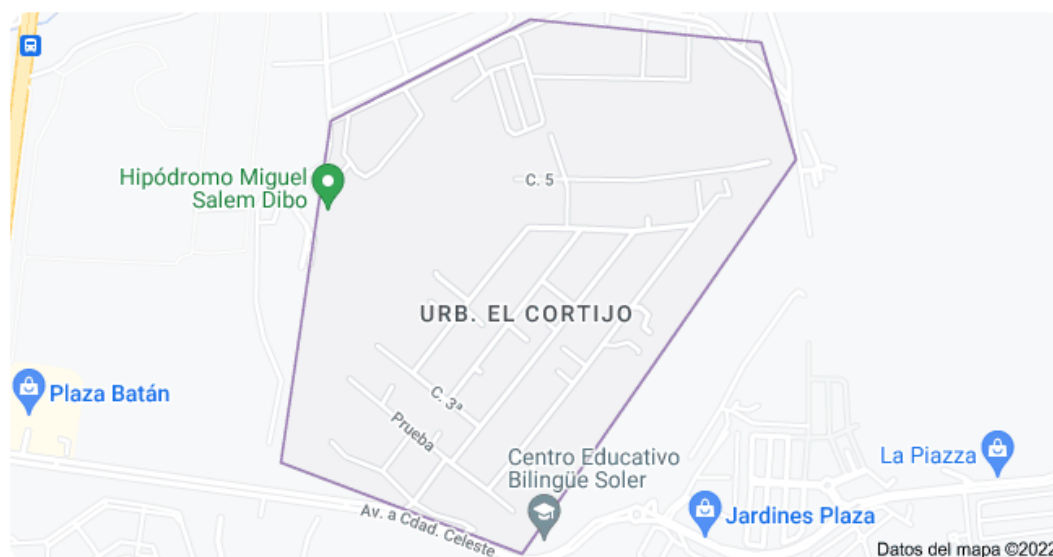 Hipódromo Miguel
Salem Dibo
C. 5
URB. EL CORTIJO
Plaza Batán
C. 3ª
Prueba
Centro Educativo
Bilingüe Soler
La Piazza
Av. a Cdad. Celeste
Jardines Plaza
Datos del mapa ©2022